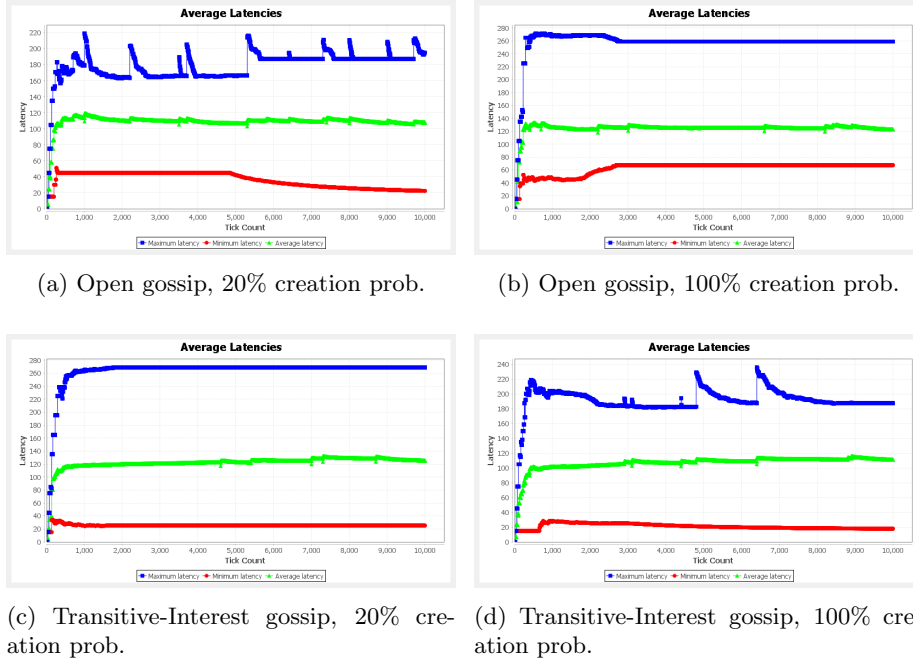 Average Latencies
220
200
180
160
140
120
100
80
60
40
20
0
Latency
0 1,000 2,000 3,000 4,000 5,000 6,000 7,000 8,000 9,000 10,000
Tick Count
Maximum latency Minimum latency Average latency
(a) Open gossip, 20% creation prob.
Average Latencies
280
260
240
220
200
180
160
140
120
100
80
60
40
20
0
Latency
0 1,000 2,000 3,000 4,000 5,000 6,000 7,000 8,000 9,000 10,000
Tick Count
Maximum latency Minimum latency Average latency
(b) Open gossip, 100% creation prob.
Average Latencies
280
260
240
220
200
180
160
140
120
100
80
60
40
20
0
Latency
0 1,000 2,000 3,000 4,000 5,000 6,000 7,000 8,000 9,000 10,000
Tick Count
Maximum latency Minimum latency Average latency
(c) Transitive-Interest gossip, 20% cre-
ation prob.
Average Latencies
240
220
200
180
160
140
120
100
80
60
40
20
0
Latency
0 1,000 2,000 3,000 4,000 5,000 6,000 7,000 8,000 9,000 10,000
Tick Count
Maximum latency Minimum latency Average latency
(d) Transitive-Interest gossip, 100% cre-
ation prob.